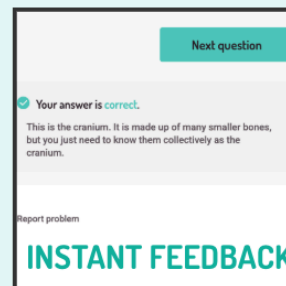 Next question
Your answer is correct.
This is the cranium. It is made up of many smaller bones,
but you just need to know them collectively as the
cranium.
Report problem
INSTANT FEEDBACK